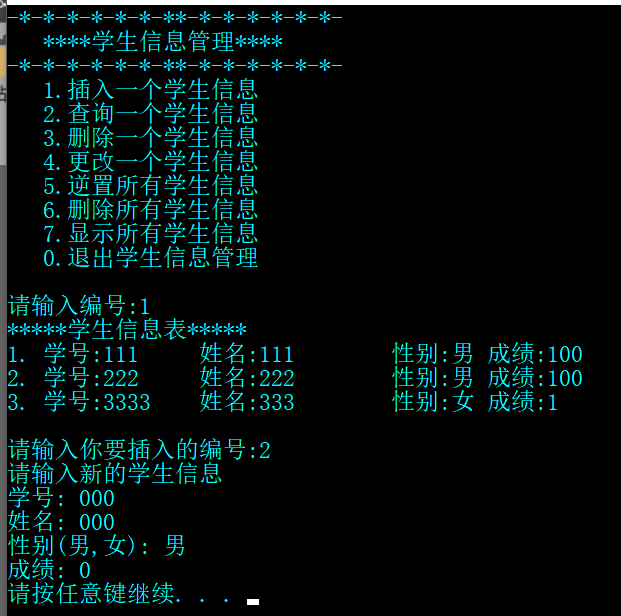 -*-*-*-*-*-*-**-*-*-*-*-*-*-
****学生信息管理****
-*-*-*-*-*-*-**-*-*-*-*-*-*-
1.插入一个学生信息
2.查询一个学生信息
3.删除一个学生信息
4.更改一个学生信息
5.逆置所有学生信息
6.删除所有学生信息
7.显示所有学生信息
0.退出学生信息管理
请输入编号:1
*****学生信息表*****
1. 学号:111 姓名:111 性别:男 成绩:100
2. 学号:222 姓名:222 性别:男 成绩:100
3. 学号:3333 姓名:333 性别:女 成绩:1
请输入你要插入的编号:2
请输入新的学生信息
学号: 000
姓名: 000
性别(男,女): 男
成绩: 0
请按任意键继续. . .